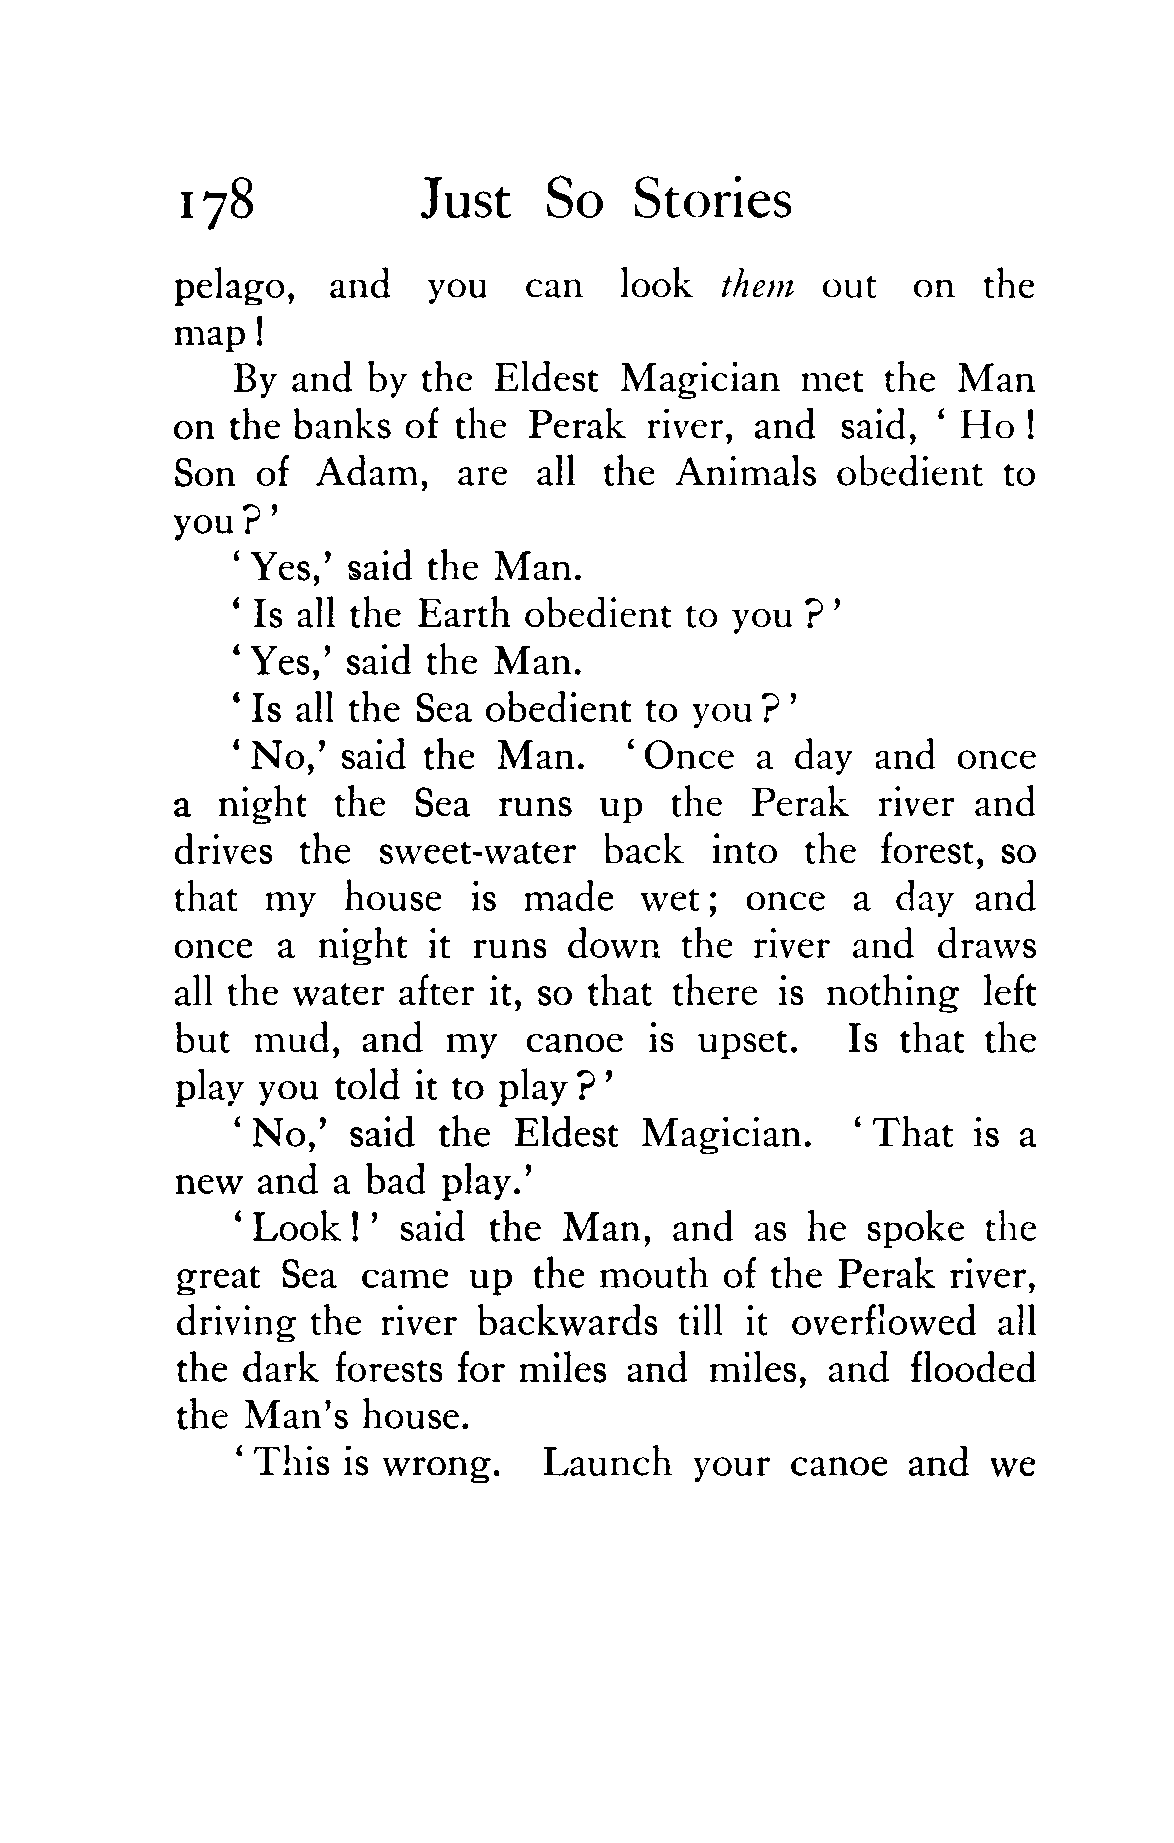 178 Just So Stories
pelago, and you can look them out on the
map!
By and by the Eldest Magician met the Man
on the banks of the Perak river, and said, ‘Ho!
Son of Adam, are all the Animals obedient to
you?’
‘Yes,’ said the Man.
‘Is all the Earth obedient to you?’
‘Yes,’ said the Man.
‘Is all the Sea obedient to you?’
‘No,’ said the Man. ‘Once a day and once
a night the Sea runs up the Perak river and
drives the sweet-water back into the forest, so
that my house is made wet; once a day and
once a night it runs down the river and draws
all the water after it, so that there is nothing left
but mud, and my canoe is upset. Is that the
play you told it to play?’
‘No,’ said the Eldest Magician. ‘That is a
new and a bad play.’
‘Look!’ said the Man, and as he spoke the
great Sea came up the mouth of the Perak river,
driving the river backwards till it overflowed all
the dark forests for miles and miles, and flooded
the Man’s house.
‘This is wrong. Launch your canoe and we